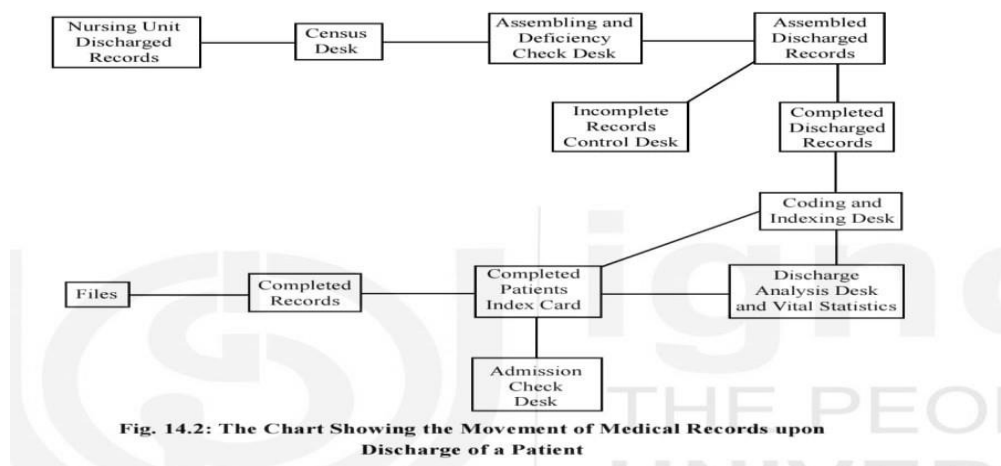 Nursing Unit
Discharged
Records
Census
Desk
Assembling and
Deficiency
Check Desk
Assembled
Discharged
Records
Incomplete
Records
Control Desk
Completed
Discharged
Records
Coding and
Indexing Desk
Files
Completed
Records
Completed
Patients
Index Card
Discharge
Analysis Desk
and Vital Statistics
Admission
Check
Desk
igno
THE PEO
UNIVERS
Fig. 14.2: The Chart Showing the Movement of Medical Records upon
Discharge of a Patient